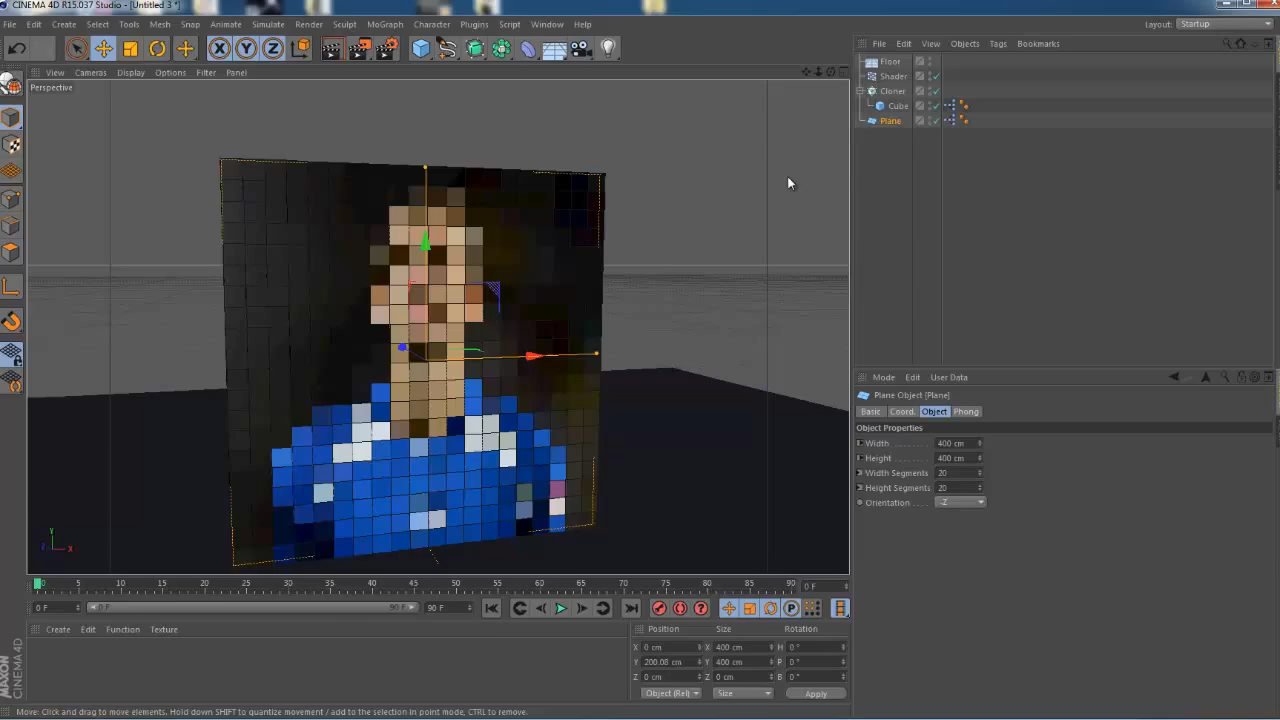 CINEMA 4D R15.037 Studio - [Untitled 3 *]
File Edit Create Select Tools Mesh Snap Animate Simulate Render Sculpt MoGraph Character Plugins Script Window Help
Layout: Startup
X Y Z
View Cameras Display Options Filter Panel
Perspective
File Edit View Objects Tags Bookmarks
Floor
Shader
Cloner
Cube
Plane
Y
Z X
Mode Edit User Data
Plane Object [Plane]
Basic Coord. Object Phong
Object Properties
Width 400 cm
Height 400 cm
Width Segments 20
Height Segments 20
Orientation -Z
0 5 10 15 20 25 30 35 40 45 50 55 60 65 70 75 80 85 90 0 F
0 F 0 F 90 F 90 F
P
Create Edit Function Texture
Position Size Rotation
X 0 cm X 400 cm H 0 °
Y 200.08 cm Y 400 cm P 0 °
Z 0 cm Z 0 cm B 0 °
Object (Rel) Size Apply
MAXON CINEMA 4D
Move: Click and drag to move elements. Hold down SHIFT to quantize movement / add to the selection in point mode, CTRL to remove.